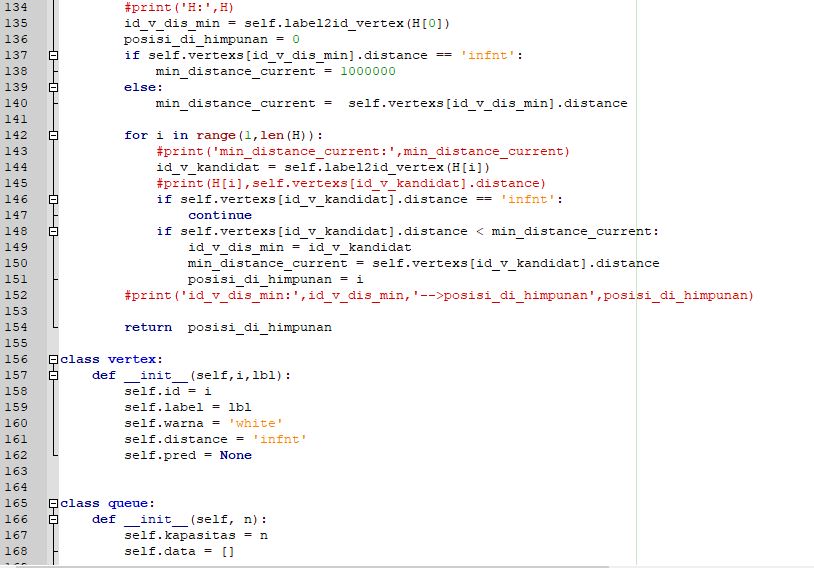 134 #print('H:',H)
135 id_v_dis_min = self.label2id_vertex(H[0])
136 posisi_di_himpunan = 0
137 if self.vertexs[id_v_dis_min].distance == 'infnt':
138 min_distance_current = 1000000
139 else:
140 min_distance_current =  self.vertexs[id_v_dis_min].distance
141
142 for i in range(1,len(H)):
143 #print('min_distance_current:',min_distance_current)
144 id_v_kandidat = self.label2id_vertex(H[i])
145 #print(H[i],self.vertexs[id_v_kandidat].distance)
146 if self.vertexs[id_v_kandidat].distance == 'infnt':
147 continue
148 if self.vertexs[id_v_kandidat].distance < min_distance_current:
149 id_v_dis_min = id_v_kandidat
150 min_distance_current = self.vertexs[id_v_kandidat].distance
151 posisi_di_himpunan = i
152 #print('id_v_dis_min:',id_v_dis_min,'-->posisi_di_himpunan',posisi_di_himpunan)
153
154 return  posisi_di_himpunan
155
156 class vertex:
157 def __init__(self,i,lbl):
158 self.id = i
159 self.label = lbl
160 self.warna = 'white'
161 self.distance = 'infnt'
162 self.pred = None
163
164
165 class queue:
166 def __init__(self, n):
167 self.kapasitas = n
168 self.data = []